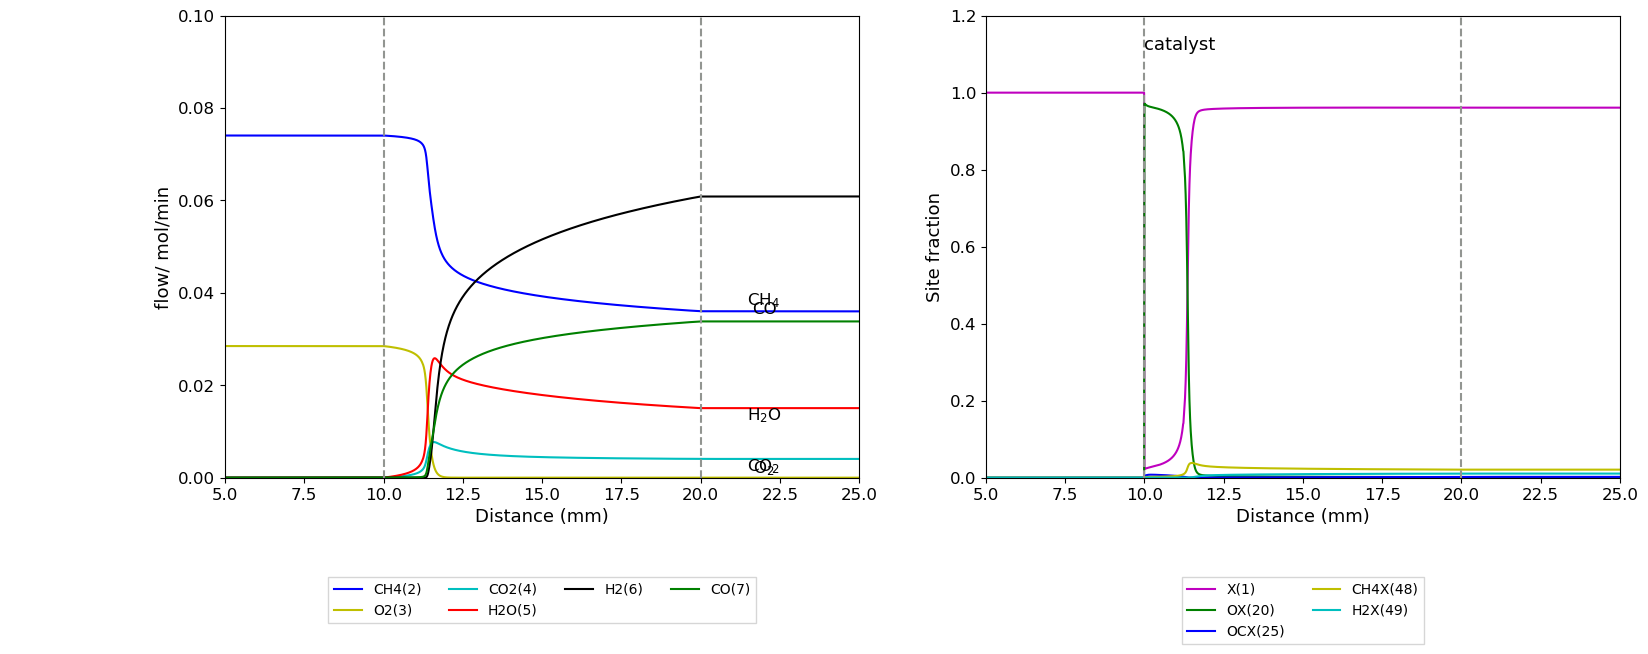 0.10
0.08
0.06
0.04
0.02
0.00
flow/ mol/min
CH4
CO
H2O
CO2
O2
5.0 7.5 10.0 12.5 15.0 17.5 20.0 22.5 25.0
Distance (mm)
CH4(2) CO2(4) H2(6) CO(7)
O2(3) H2O(5)
1.2
1.0
0.8
0.6
0.4
0.2
0.0
Site fraction
catalyst
5.0 7.5 10.0 12.5 15.0 17.5 20.0 22.5 25.0
Distance (mm)
X(1) CH4X(48)
OX(20) H2X(49)
OCX(25)